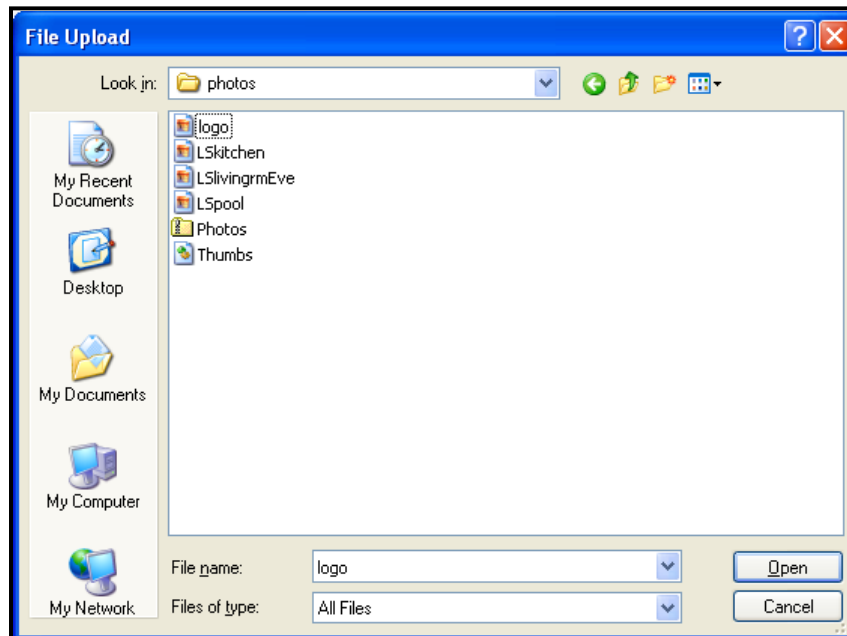 File Upload
Look in:
photos
My Recent
Documents
Desktop
My Documents
My Computer
My Network
logo
LSkitchen
LSlivingrmEve
LSpool
Photos
Thumbs
File name:
logo
Open
Files of type:
All Files
Cancel